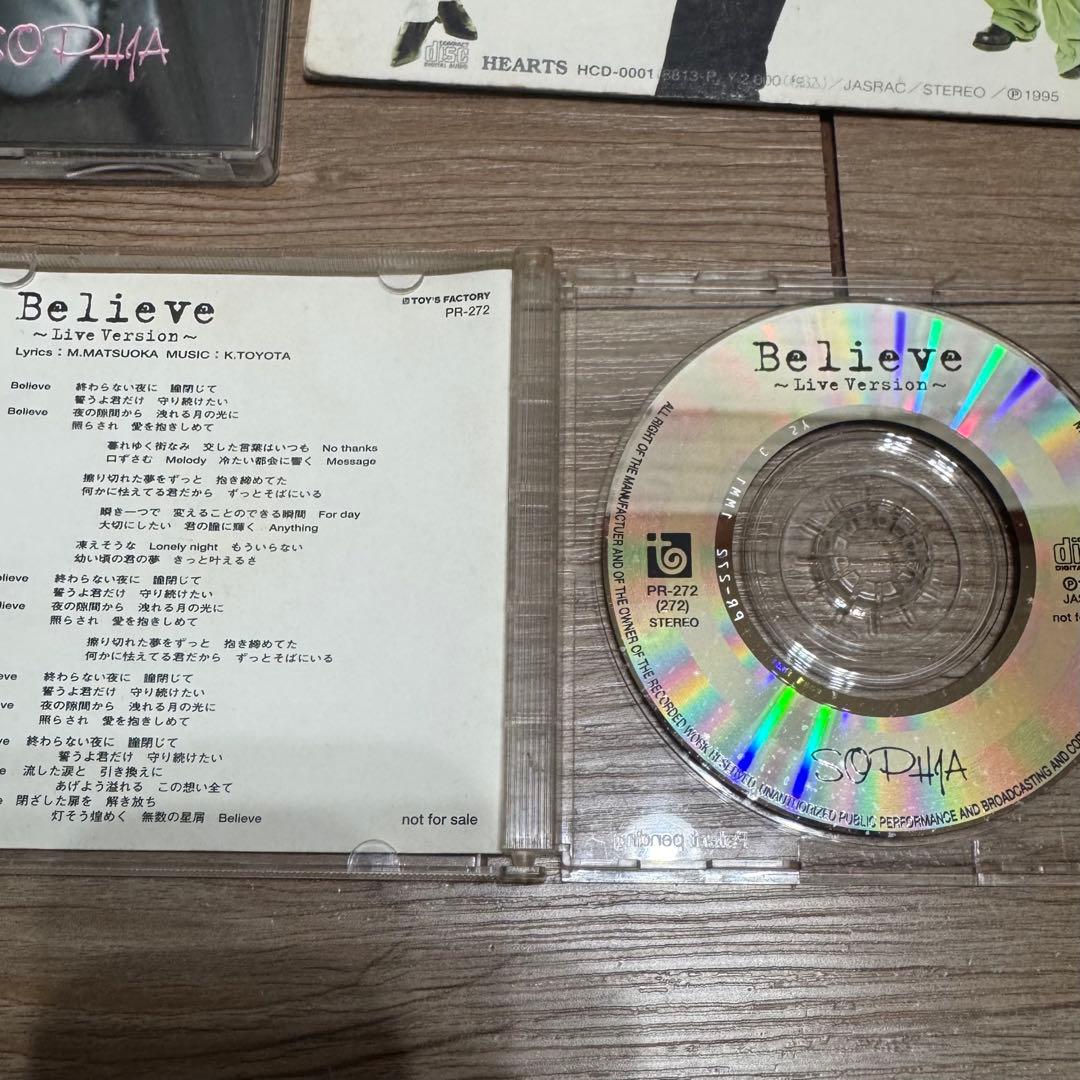 SOPHIA
COMPACT
disc
DIGITAL AUDIO
HEARTS HCD-0001 /JASRAC/STEREO/Ⓟ1995
Believe
~Live Version~
Lyrics：M.MATSUOKA MUSIC：K.TOYOTA
TOY'S FACTORY
PR-272
Believe 終わらない夜に 瞳閉じて
誓うよ君だけ 守り続けたい
Believe 夜の隙間から 洩れる月の光に
照らされ 愛を抱きしめて
暮れゆく街なみ 交した言葉はいつも No thanks
口ずさむ Melody 冷たい都会に響く Message
擦り切れた夢をずっと 抱き締めてた
何かに怯えてる君だから ずっとそばにいる
瞬き一つで 変えることのできる瞬間 For day
大切にしたい 君の瞳に輝く Anything
凍えそうな Lonely night もういらない
幼い頃の君の夢 きっと叶えるさ
elieve 終わらない夜に 瞳閉じて
誓うよ君だけ 守り続けたい
elieve 夜の隙間から 洩れる月の光に
照らされ 愛を抱きしめて
擦り切れた夢をずっと 抱き締めてた
何かに怯えてる君だから ずっとそばにいる
eve 終わらない夜に 瞳閉じて
誓うよ君だけ 守り続けたい
eve 夜の隙間から 洩れる月の光に
照らされ 愛を抱きしめて
ve 終わらない夜に 瞳閉じて
誓うよ君だけ 守り続けたい
e 流した涙と 引き換えに
あげよう溢れる この想い全て
e 閉ざした扉を 解き放ち
灯そう煌めく 無数の星屑 Believe
not for sale
Believe
~Live Version~
PR-272
(272)
STEREO
PR-272
DIGITAL
not fo
SOPHIA
ALL RIGHT OF THE MANUFACTUER AND OF THE OWNER OF THE RECORDED WORK RESERVED. UNAUTHORIZED PUBLIC PERFORMANCE AND BROADCASTING AND CO
Patent pending